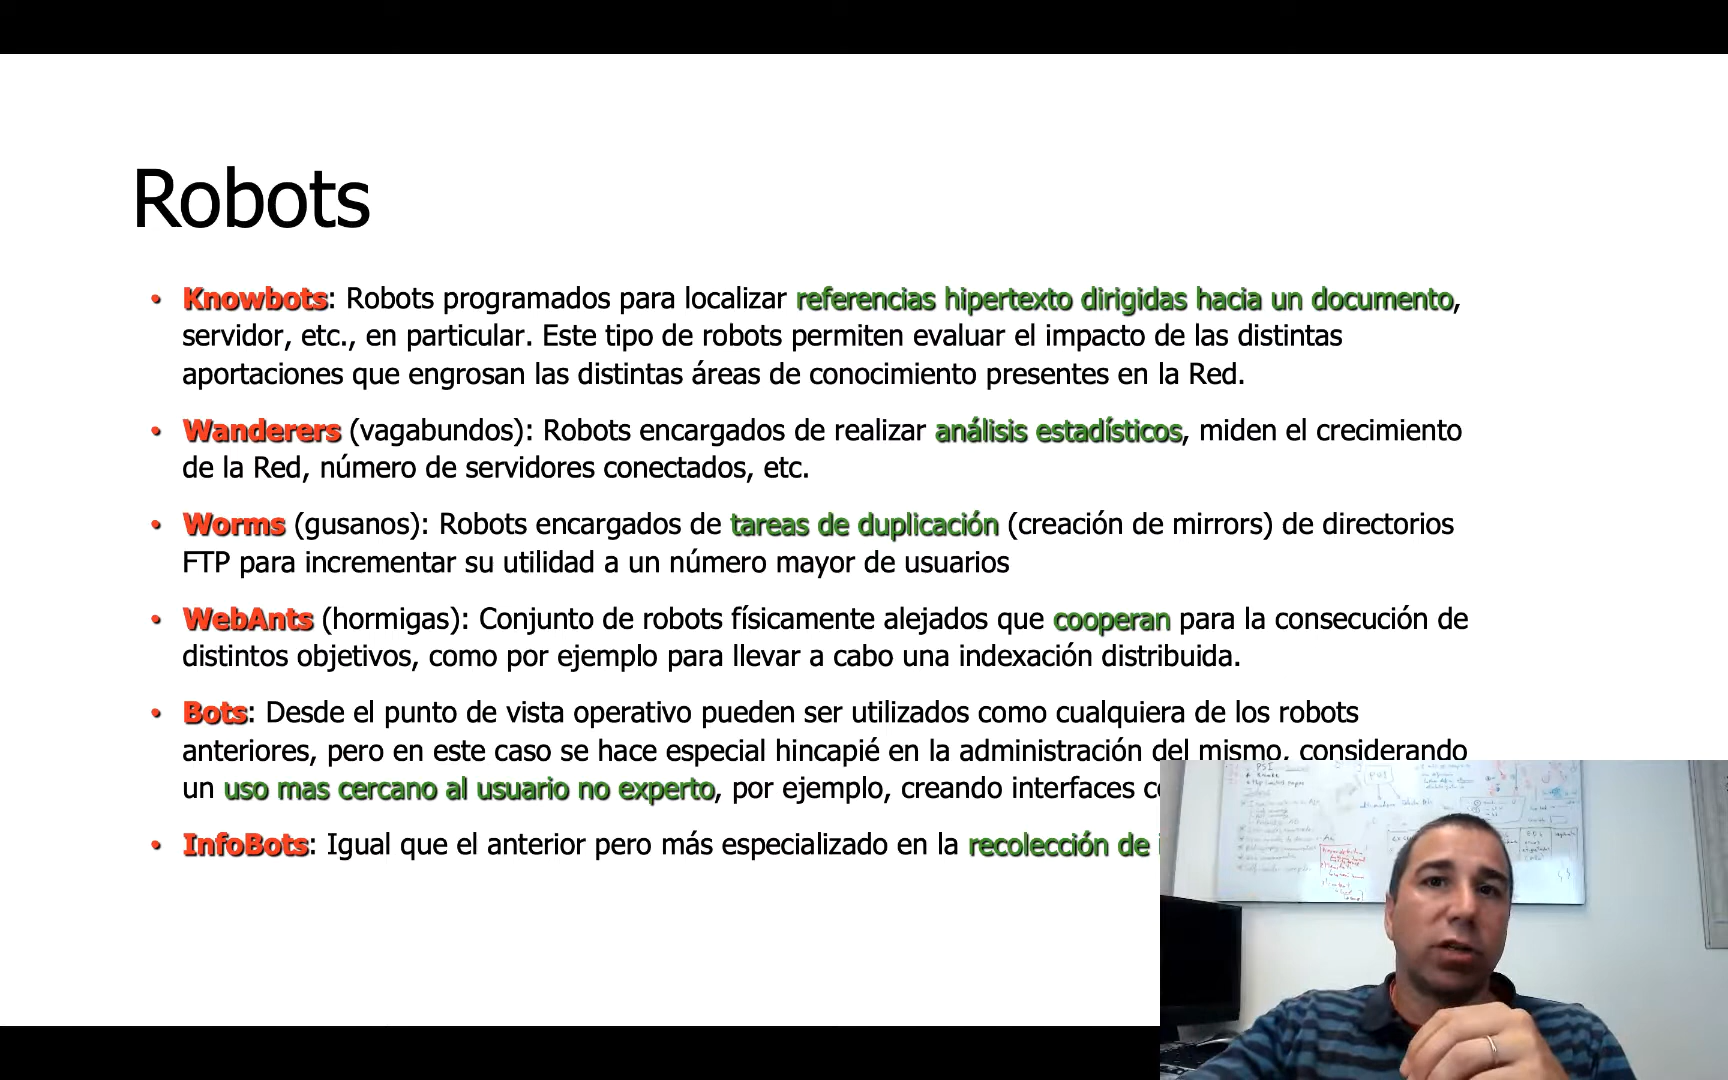 Robots
• Knowbots: Robots programados para localizar referencias hipertexto dirigidas hacia un documento,
servidor, etc., en particular. Este tipo de robots permiten evaluar el impacto de las distintas
aportaciones que engrosan las distintas áreas de conocimiento presentes en la Red.
• Wanderers (vagabundos): Robots encargados de realizar análisis estadísticos, miden el crecimiento
de la Red, número de servidores conectados, etc.
• Worms (gusanos): Robots encargados de tareas de duplicación (creación de mirrors) de directorios
FTP para incrementar su utilidad a un número mayor de usuarios
• WebAnts (hormigas): Conjunto de robots físicamente alejados que cooperan para la consecución de
distintos objetivos, como por ejemplo para llevar a cabo una indexación distribuida.
• Bots: Desde el punto de vista operativo pueden ser utilizados como cualquiera de los robots
anteriores, pero en este caso se hace especial hincapié en la administración del mismo, considerando
un uso mas cercano al usuario no experto, por ejemplo, creando interfaces
• InfoBots: Igual que el anterior pero más especializado en la recolección de
PSI